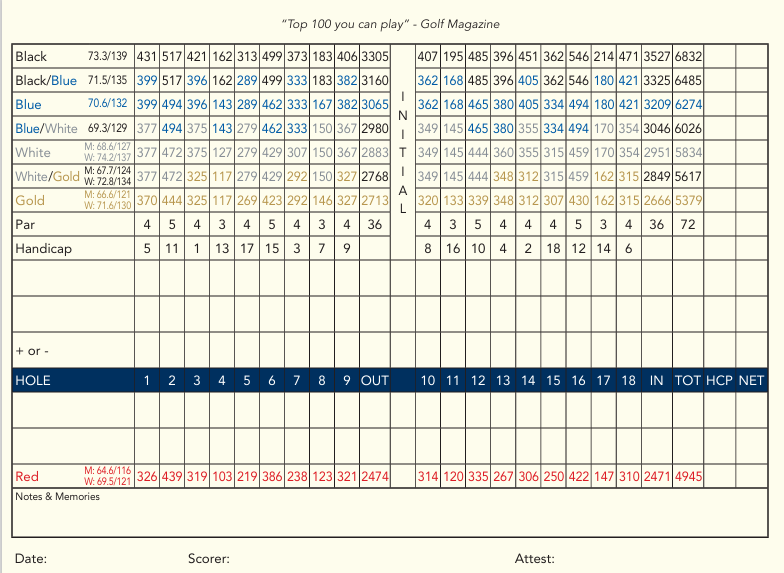 "Top 100 you can play" - Golf Magazine
Black 73.3/139 431 517 421 162 313 499 373 183 406 3305 407 195 485 396 451 362 546 214 471 3527 6832
Black/Blue 71.5/135 399 517 396 162 289 499 333 183 382 3160 362 168 485 396 405 362 546 180 421 3325 6485
Blue 70.6/132 399 494 396 143 289 462 333 167 382 3065 362 168 465 380 405 334 494 180 421 3209 6274
Blue/White 69.3/129 377 494 375 143 279 462 333 150 367 2980 349 145 465 380 355 334 494 170 354 3046 6026
White M: 68.6/127 W: 74.2/137 377 472 375 127 279 429 307 150 367 2883 349 145 444 360 355 315 459 170 354 2951 5834
White/Gold M: 67.7/124 W: 72.8/134 377 472 325 117 279 429 292 150 327 2768 349 145 444 348 312 315 459 162 315 2849 5617
Gold M: 66.6/121 W: 71.6/130 370 444 325 117 269 423 292 146 327 2713 320 133 339 348 312 307 430 162 315 2666 5379
Par 4 5 4 3 4 5 4 3 4 36 4 3 5 4 4 4 5 3 4 36 72
Handicap 5 11 1 13 17 15 3 7 9 8 16 10 4 2 18 12 14 6
INITIAL
+ or -
HOLE 1 2 3 4 5 6 7 8 9 OUT 10 11 12 13 14 15 16 17 18 IN TOT HCP NET
Red M: 64.6/116 W: 69.5/121 326 439 319 103 219 386 238 123 321 2474 314 120 335 267 306 250 422 147 310 2471 4945
Notes & Memories
Date: Scorer: Attest: